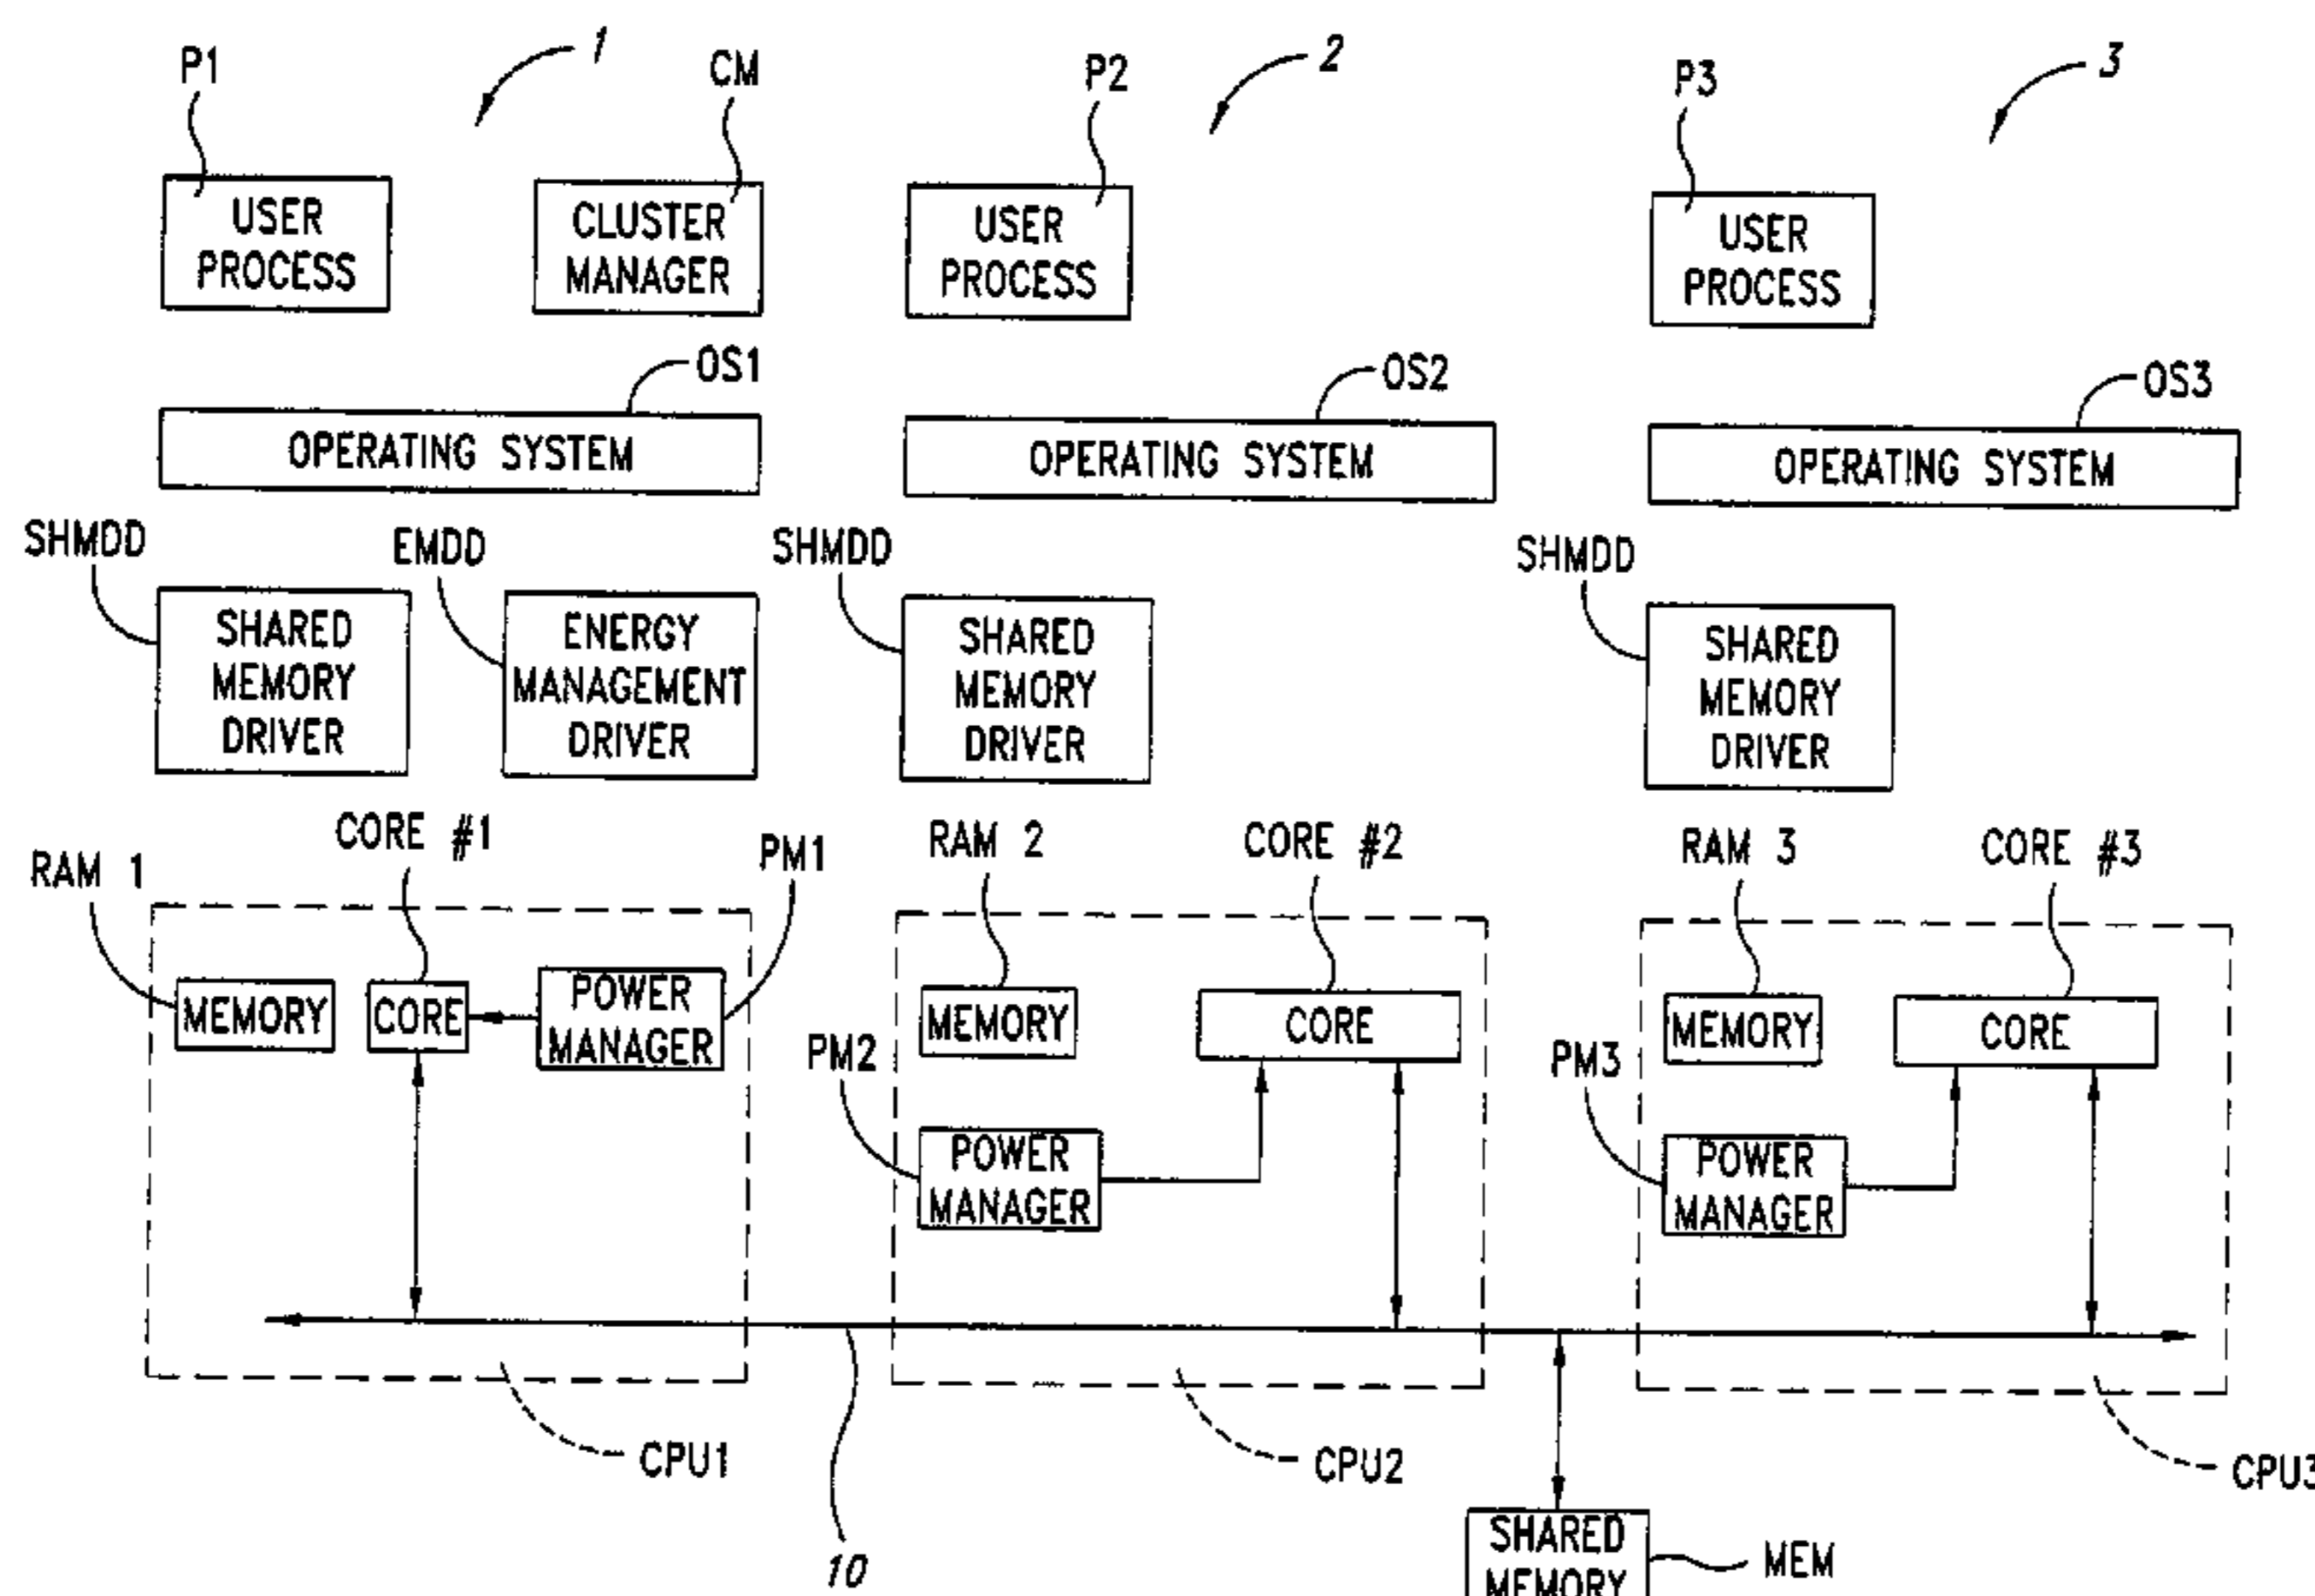 P1
1
CM
P2
2
P3
3
USER
PROCESS
CLUSTER
MANAGER
USER
PROCESS
USER
PROCESS
OS1
OS2
OS3
OPERATING SYSTEM
OPERATING SYSTEM
OPERATING SYSTEM
SHMDD
EMDD
SHMDD
SHMDD
SHARED
MEMORY
DRIVER
ENERGY
MANAGEMENT
DRIVER
SHARED
MEMORY
DRIVER
SHARED
MEMORY
DRIVER
RAM 1
CORE #1
PM1
RAM 2
CORE #2
RAM 3
CORE #3
MEMORY
CORE
POWER
MANAGER
MEMORY
CORE
MEMORY
CORE
PM2
PM3
POWER
MANAGER
POWER
MANAGER
CPU1
CPU2
CPU3
10
SHARED
MEMORY
MEM